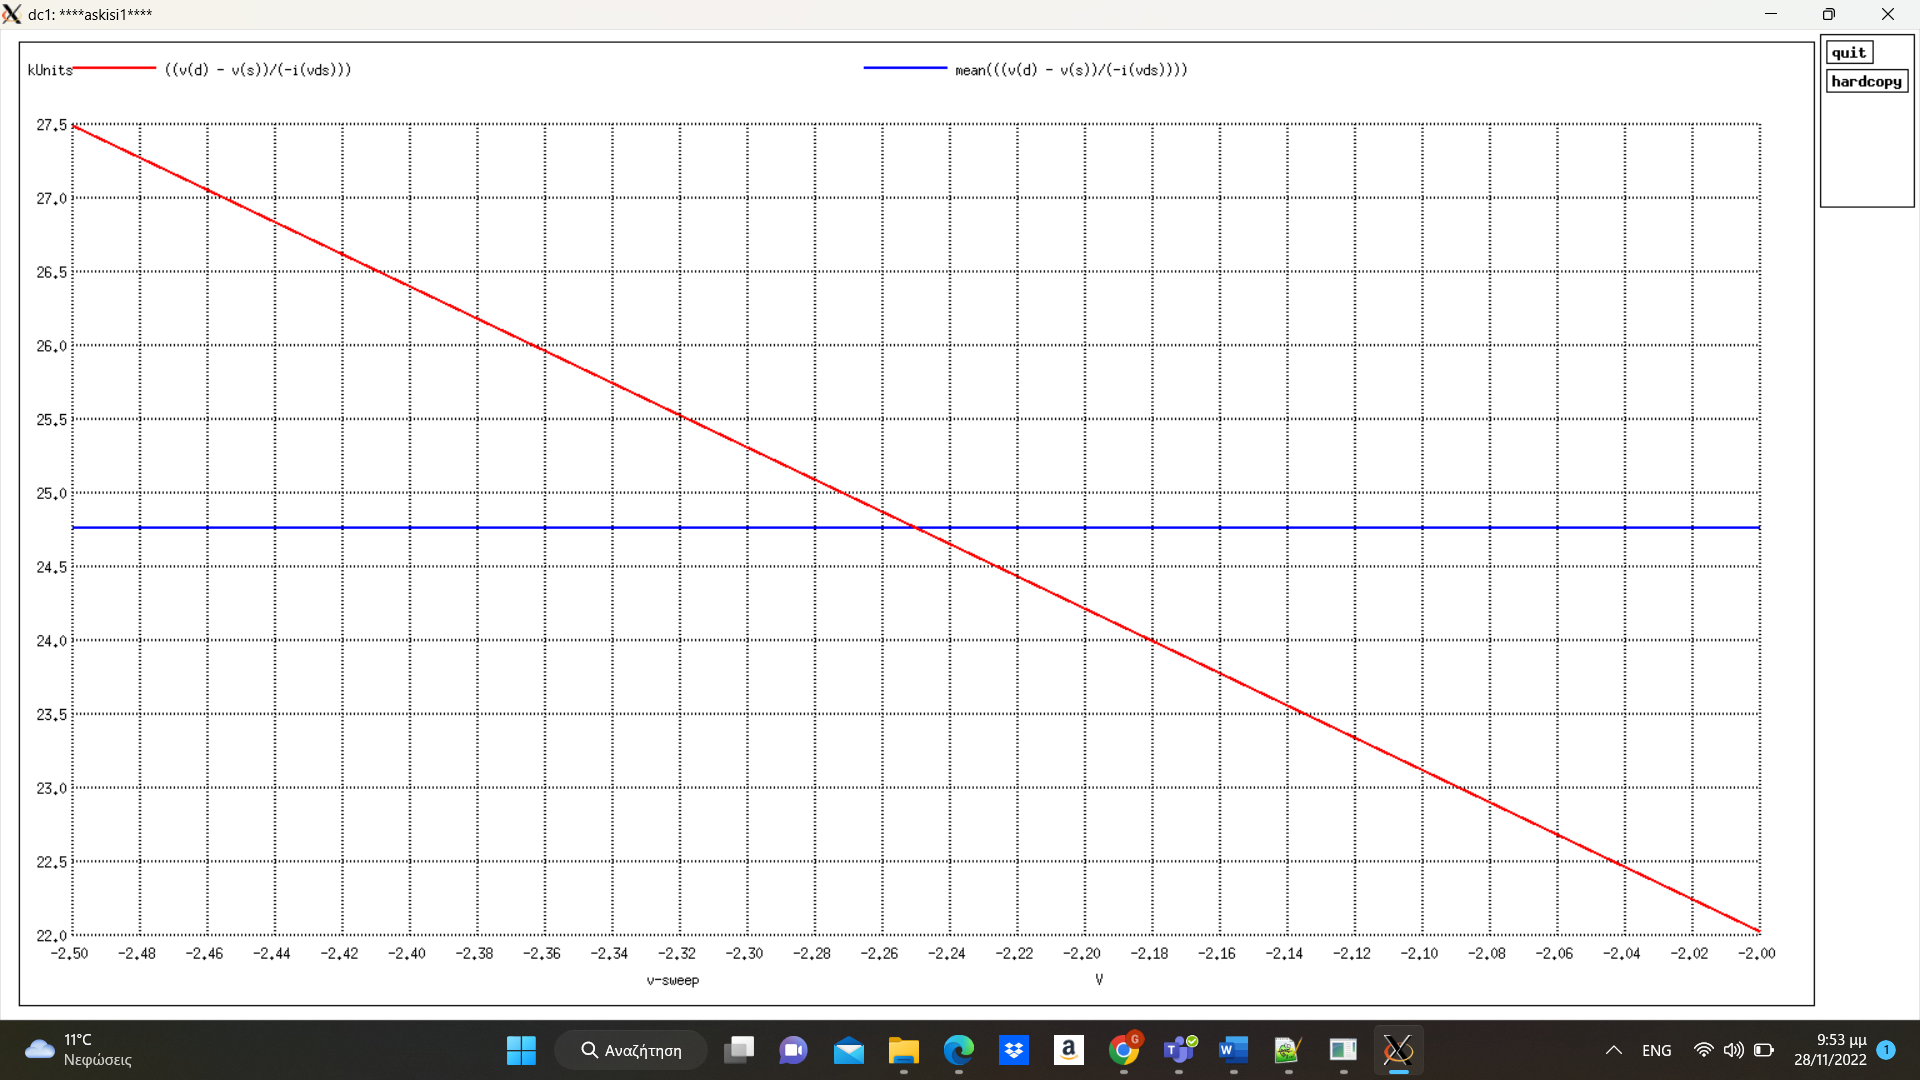 dc1: ****askisi1****
quit
hardcopy
kUnits ((v(d) - v(s))/(-i(vds))) mean(((v(d) - v(s))/(-i(vds))))
27.5
27.0
26.5
26.0
25.5
25.0
24.5
24.0
23.5
23.0
22.5
22.0
-2.50 -2.48 -2.46 -2.44 -2.42 -2.40 -2.38 -2.36 -2.34 -2.32 -2.30 -2.28 -2.26 -2.24 -2.22 -2.20 -2.18 -2.16 -2.14 -2.12 -2.10 -2.08 -2.06 -2.04 -2.02 -2.00
v-sweep V
11°C
Νεφώσεις
Αναζήτηση
a
G
T
W
ENG
9:53 μμ
28/11/2022
1